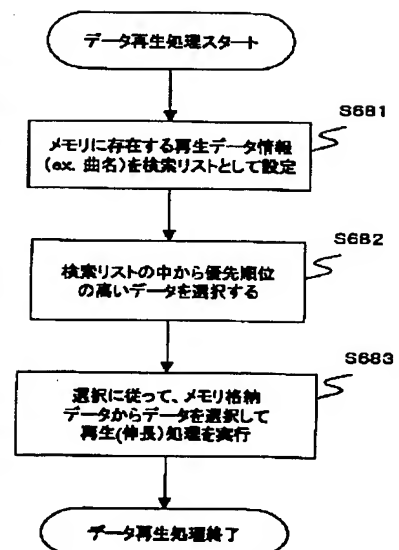 データ再生処理スタート
S681
メモリに存在する再生データ情報
(ex. 曲名)を検索リストとして設定
S682
検索リストの中から優先順位
の高いデータを選択する
S683
選択に従って、メモリ格納
データからデータを選択して
再生(伸長)処理を実行
データ再生処理終了